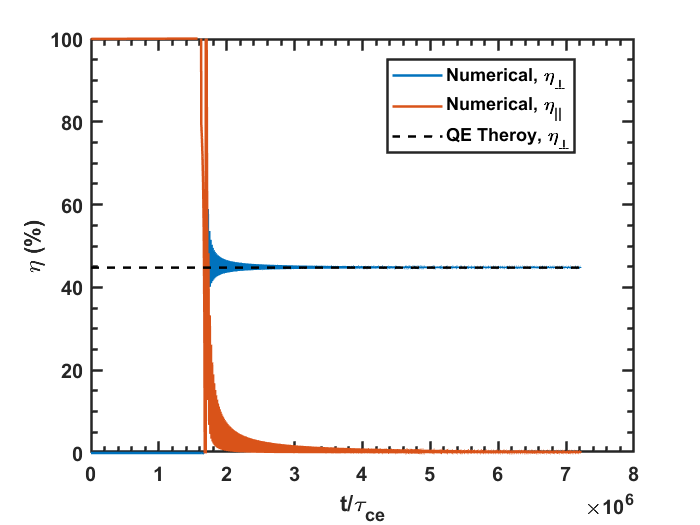 100
80
60
40
20
0
η (%)
Numerical, η⊥
Numerical, η||
QE Theroy, η⊥
0 1 2 3 4 5 6 7 8
t/τce
×10^6